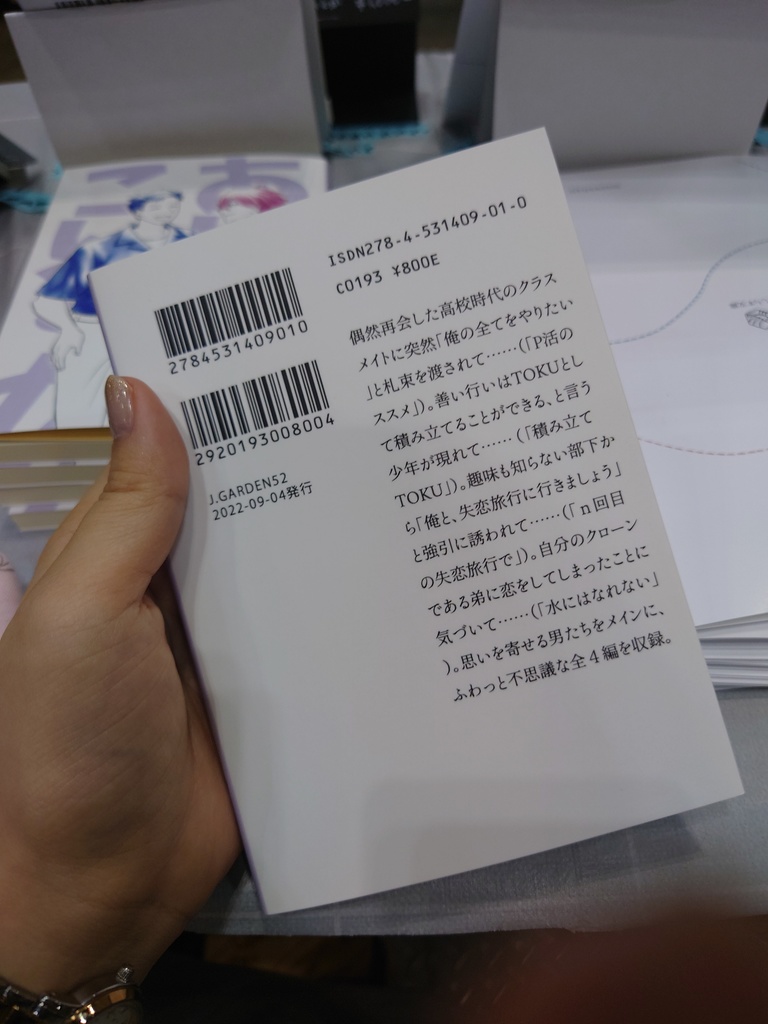 ISDN278-4-531409-01-0
C0193 ¥800E
2784531409010
2920193008004
J.GARDEN52
2022-09-04発行
偶然再会した高校時代のクラス
メイトに突然「俺の全てをやりたい
」と札束を渡されて……(「P活の
ススメ」)。善い行いはTOKUとし
て積み立てることができる、と言う
少年が現れて……(「積み立て
TOKU」)。趣味も知らない部下か
ら「俺と、失恋旅行に行きましょう」
と強引に誘われて……(「n回目
の失恋旅行で」)。自分のクローン
である弟に恋をしてしまったことに
気づいて……(「水にはなれない」
)。思いを寄せる男たちをメインに、
ふわっと不思議な全4編を収録。